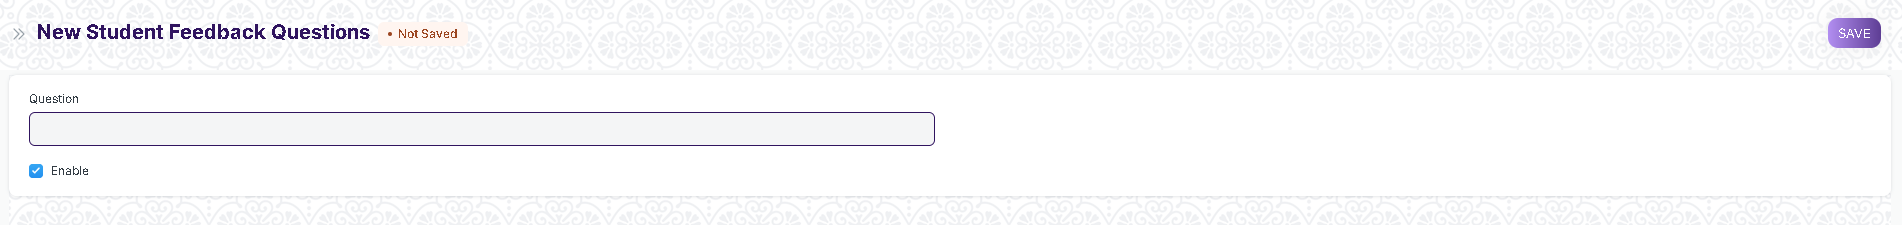 New Student Feedback Questions • Not Saved
SAVE
Question
Enable